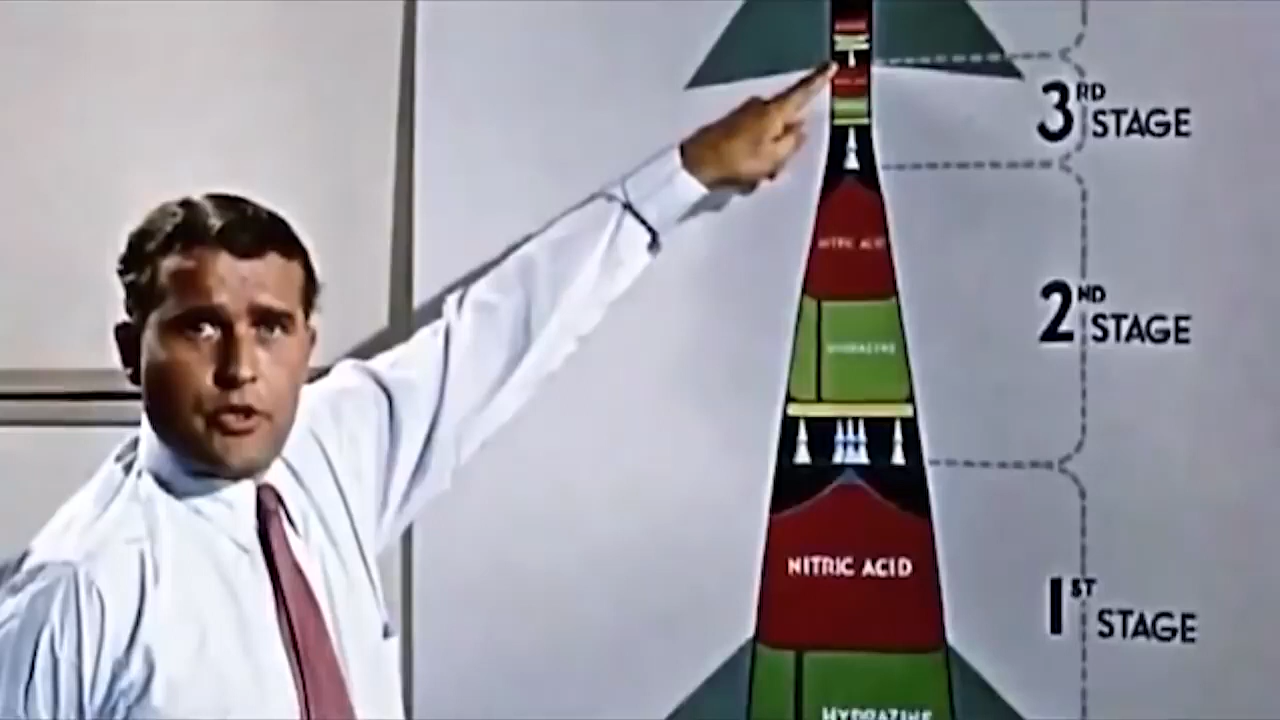 3RD STAGE
NITRIC ACID
HYDRAZINE
2ND STAGE
NITRIC ACID
1ST STAGE
HYDRAZINE